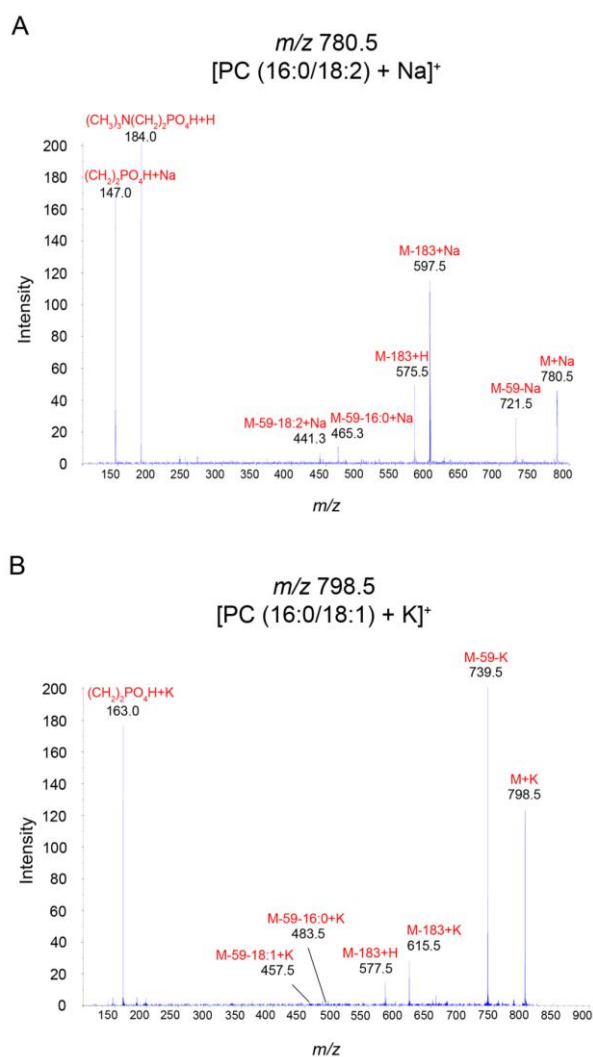 A
m/z 780.5
[PC (16:0/18:2) + Na]⁺
(CH₃)₃N(CH₂)₂PO₄H+H
184.0
(CH₂)₂PO₄H+Na
147.0
M-183+Na
597.5
M-183+H
575.5
M+Na
780.5
M-59-Na
721.5
M-59-18:2+Na
441.3
M-59-16:0+Na
465.3
Intensity
200
180
160
140
120
100
80
60
40
20
0
150 200 250 300 350 400 450 500 550 600 650 700 750 800
m/z
B
m/z 798.5
[PC (16:0/18:1) + K]⁺
M-59-K
739.5
(CH₂)₂PO₄H+K
163.0
M+K
798.5
M-59-16:0+K
483.5
M-183+K
615.5
M-59-18:1+K
457.5
M-183+H
577.5
Intensity
200
180
160
140
120
100
80
60
40
20
0
150 200 250 300 350 400 450 500 550 600 650 700 750 800 900
m/z